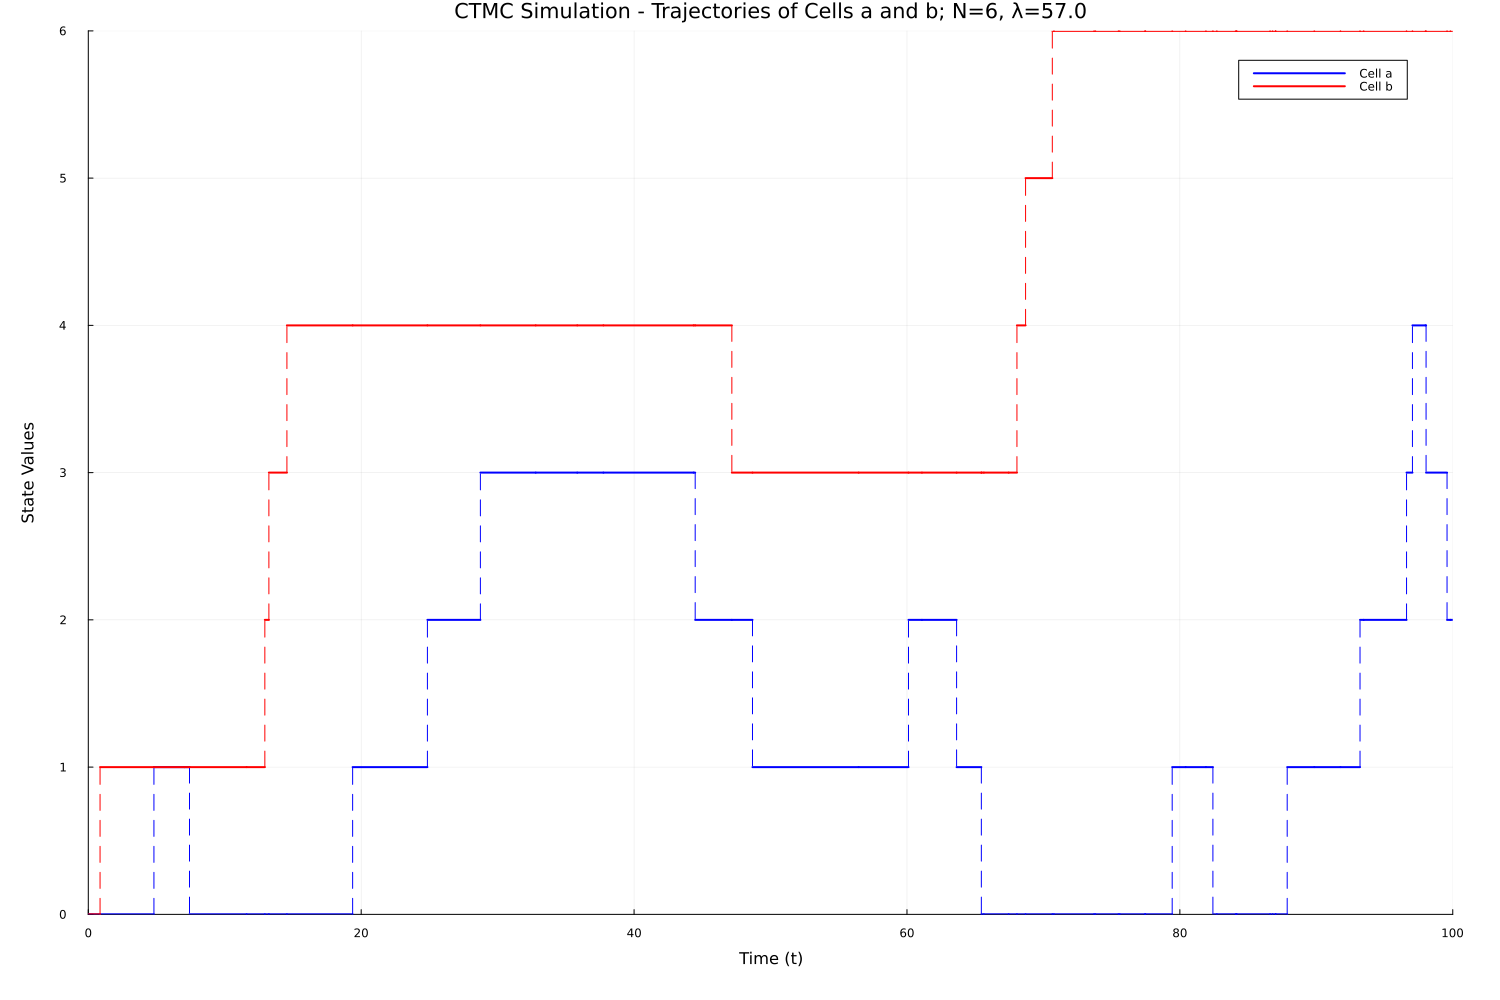 CTMC Simulation - Trajectories of Cells a and b; N=6, λ=57.0
6
Cell a
Cell b
5
4
State Values
3
2
1
0
0 20 40 60 80 100
Time (t)